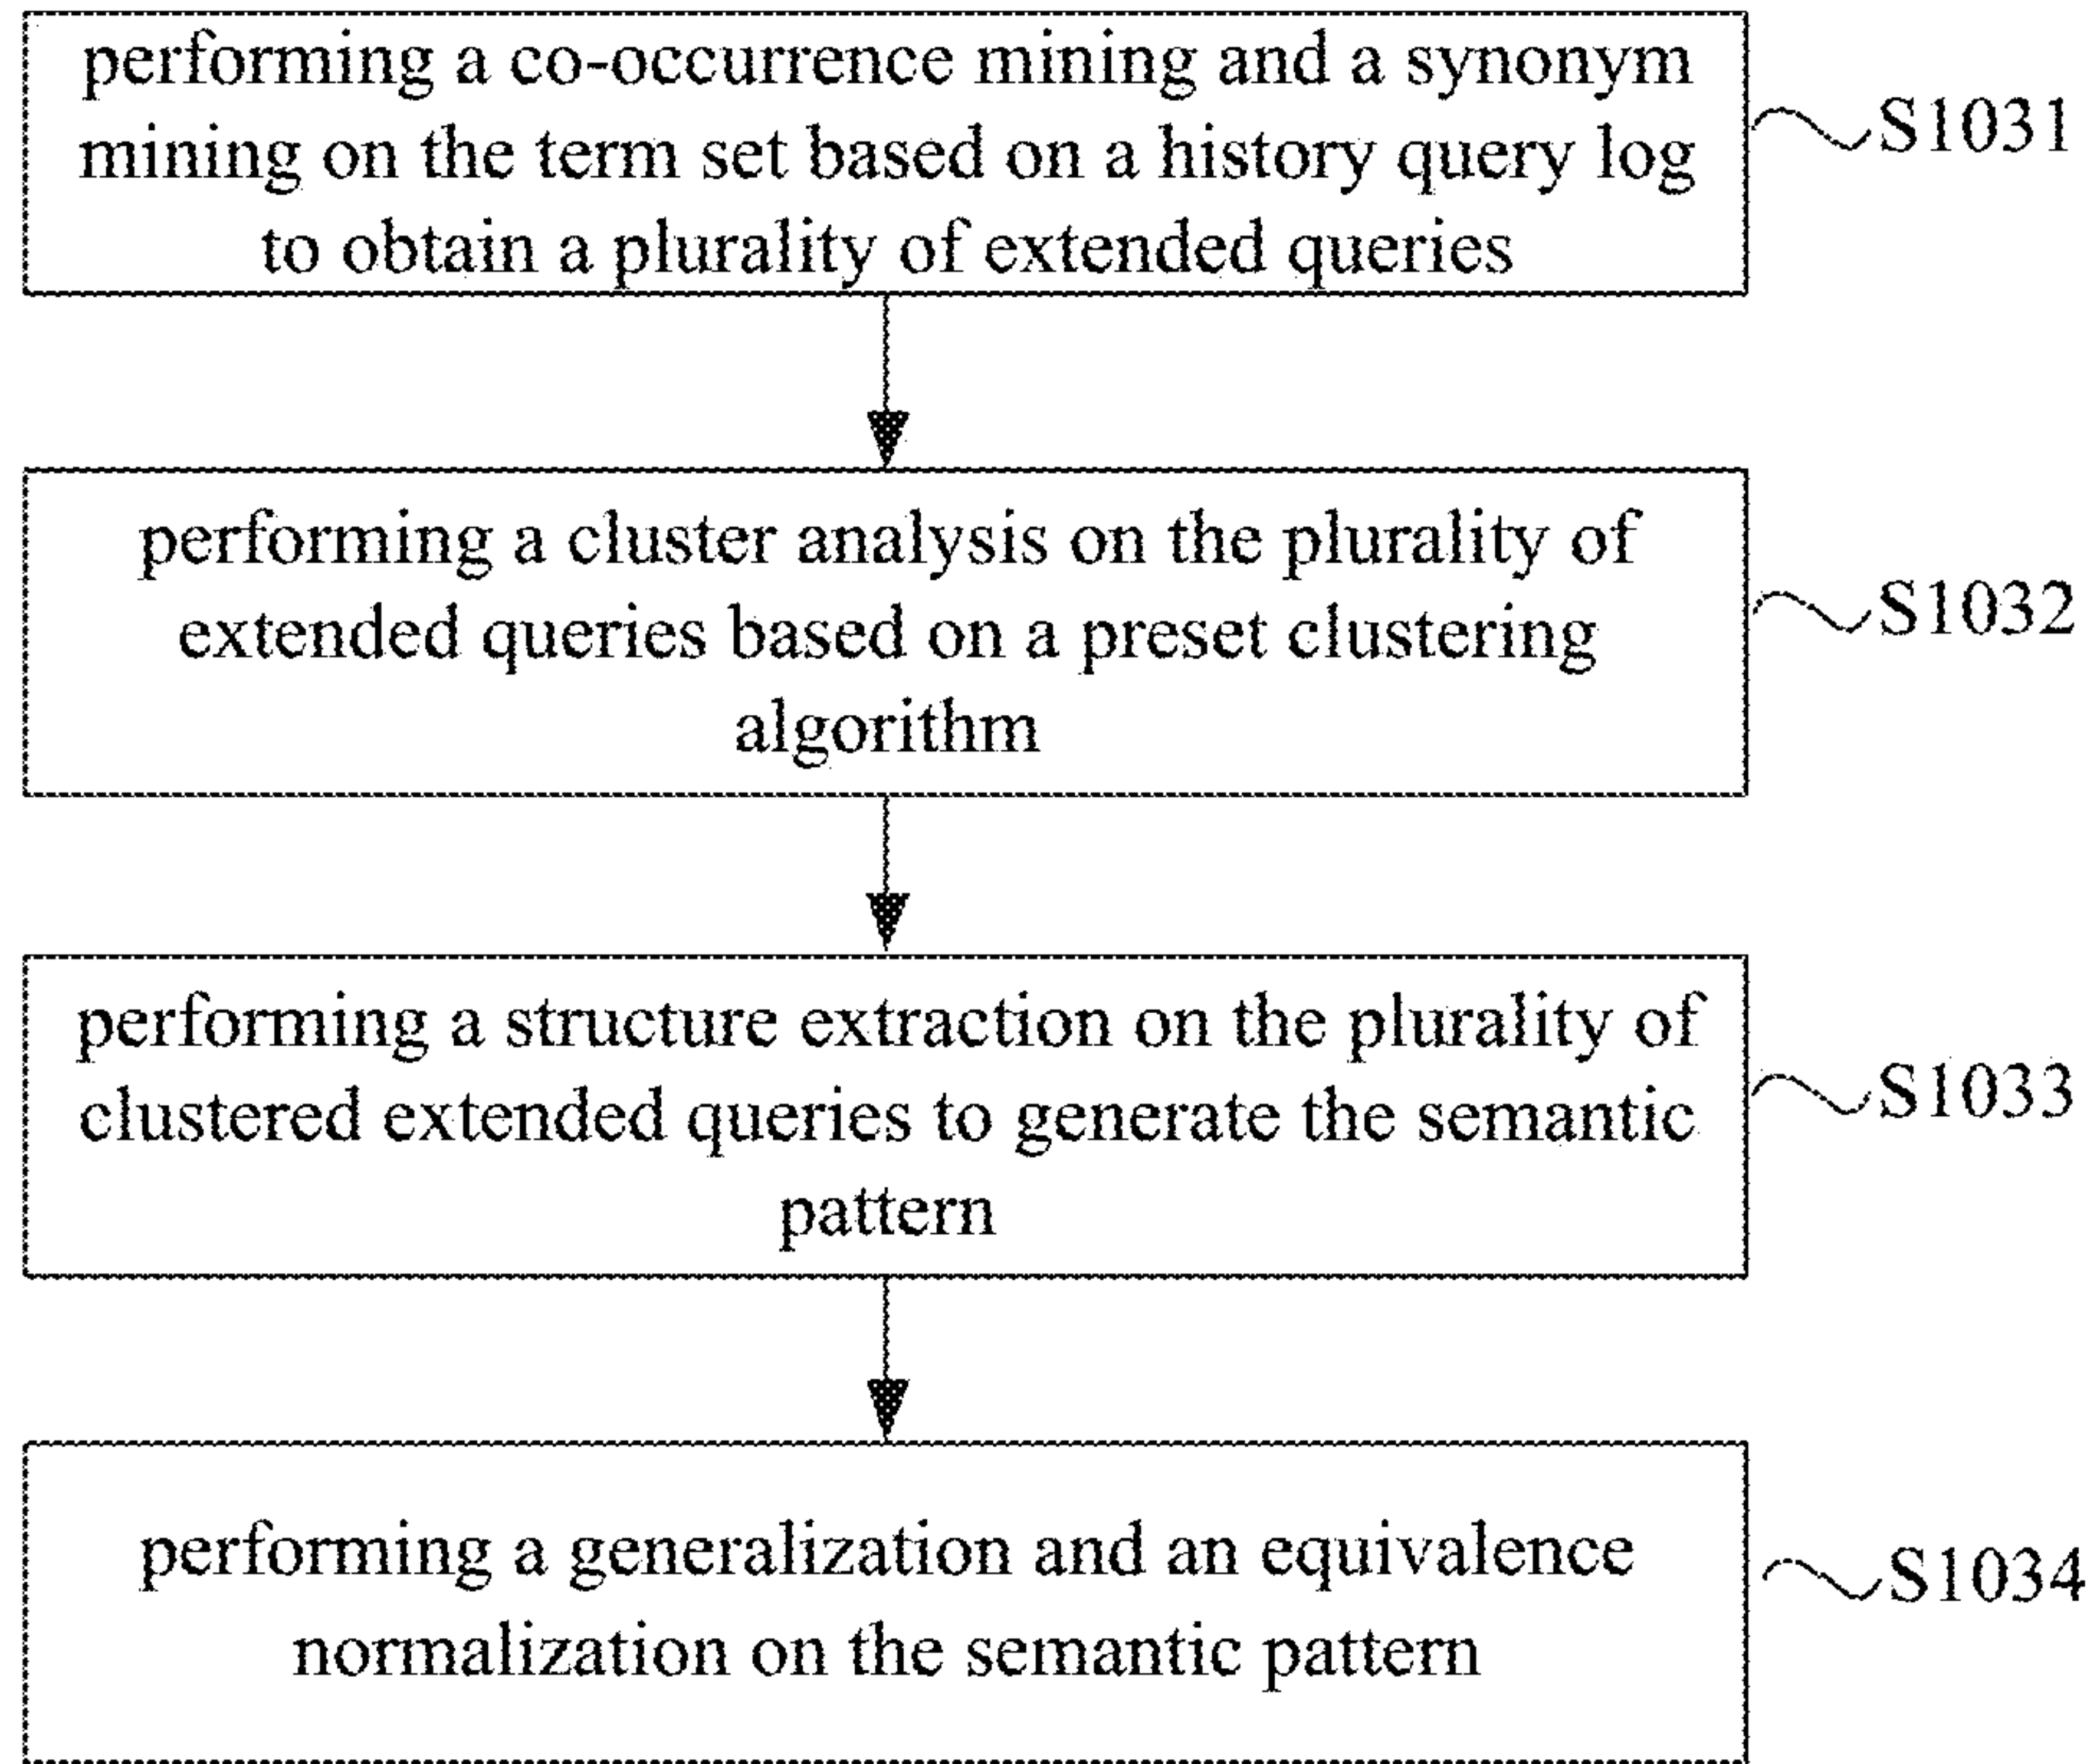 performing a co-occurrence mining and a synonym
mining on the term set based on a history query log
to obtain a plurality of extended queries
S1031
performing a cluster analysis on the plurality of
extended queries based on a preset clustering
algorithm
S1032
performing a structure extraction on the plurality of
clustered extended queries to generate the semantic
pattern
S1033
performing a generalization and an equivalence
normalization on the semantic pattern
S1034